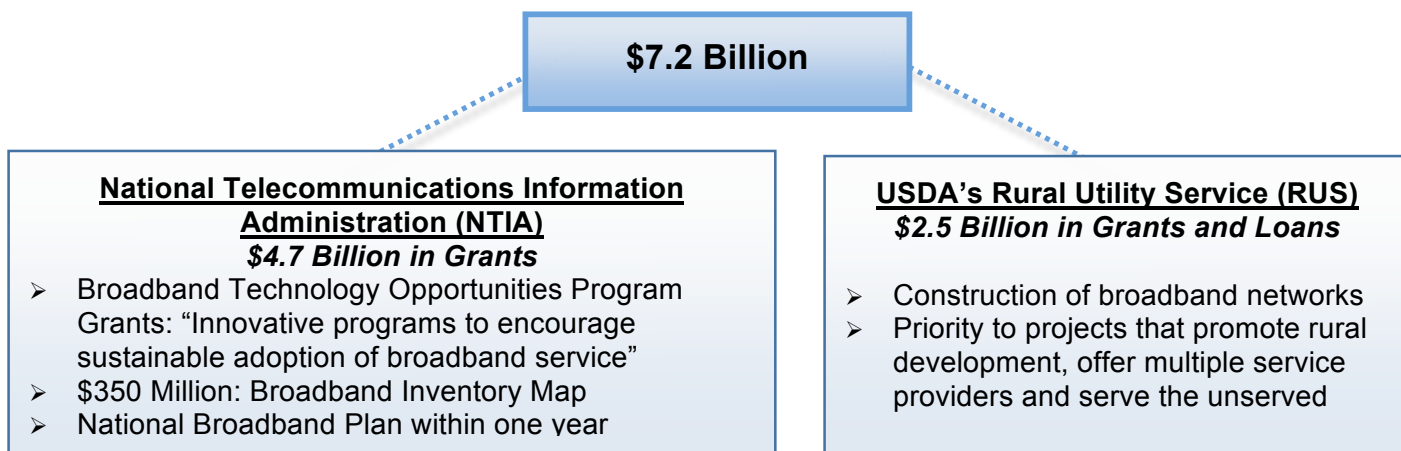 $7.2 Billion
National Telecommunications Information
Administration (NTIA)
$4.7 Billion in Grants
➢ Broadband Technology Opportunities Program
Grants: “Innovative programs to encourage
sustainable adoption of broadband service”
➢ $350 Million: Broadband Inventory Map
➢ National Broadband Plan within one year
USDA’s Rural Utility Service (RUS)
$2.5 Billion in Grants and Loans
➢ Construction of broadband networks
➢ Priority to projects that promote rural
development, offer multiple service
providers and serve the unserved